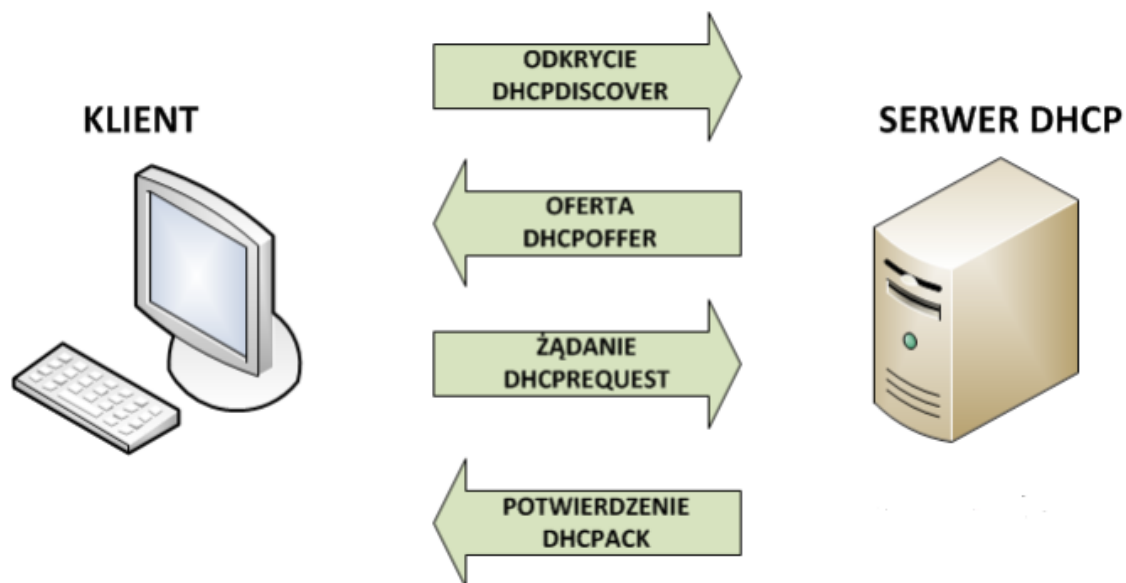 ODKRYCIE
DHCPDISCOVER
KLIENT
SERWER DHCP
OFERTA
DHCPOFFER
ŻĄDANIE
DHCPREQUEST
POTWIERDZENIE
DHCPACK